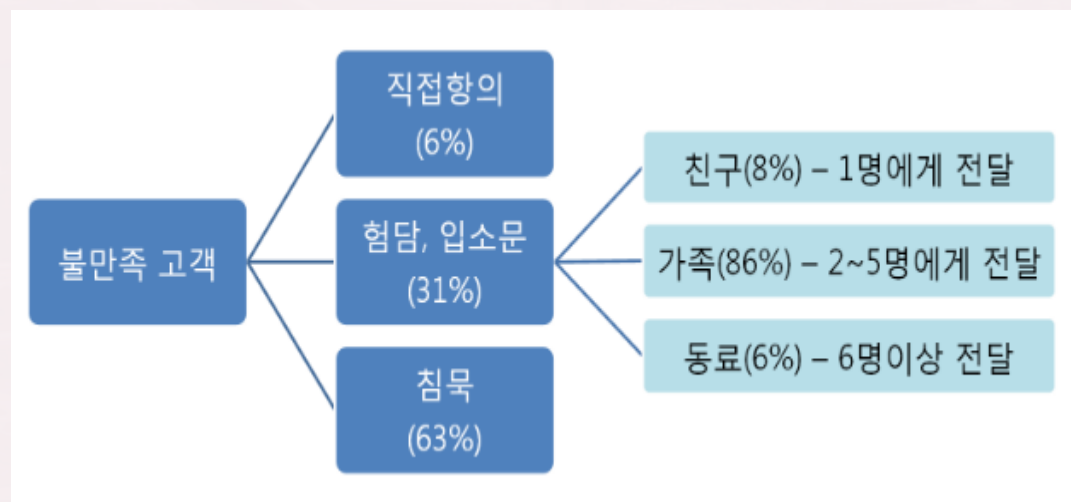 불만족 고객
직접항의
(6%)
험담, 입소문
(31%)
침묵
(63%)
친구(8%) – 1명에게 전달
가족(86%) – 2~5명에게 전달
동료(6%) – 6명이상 전달